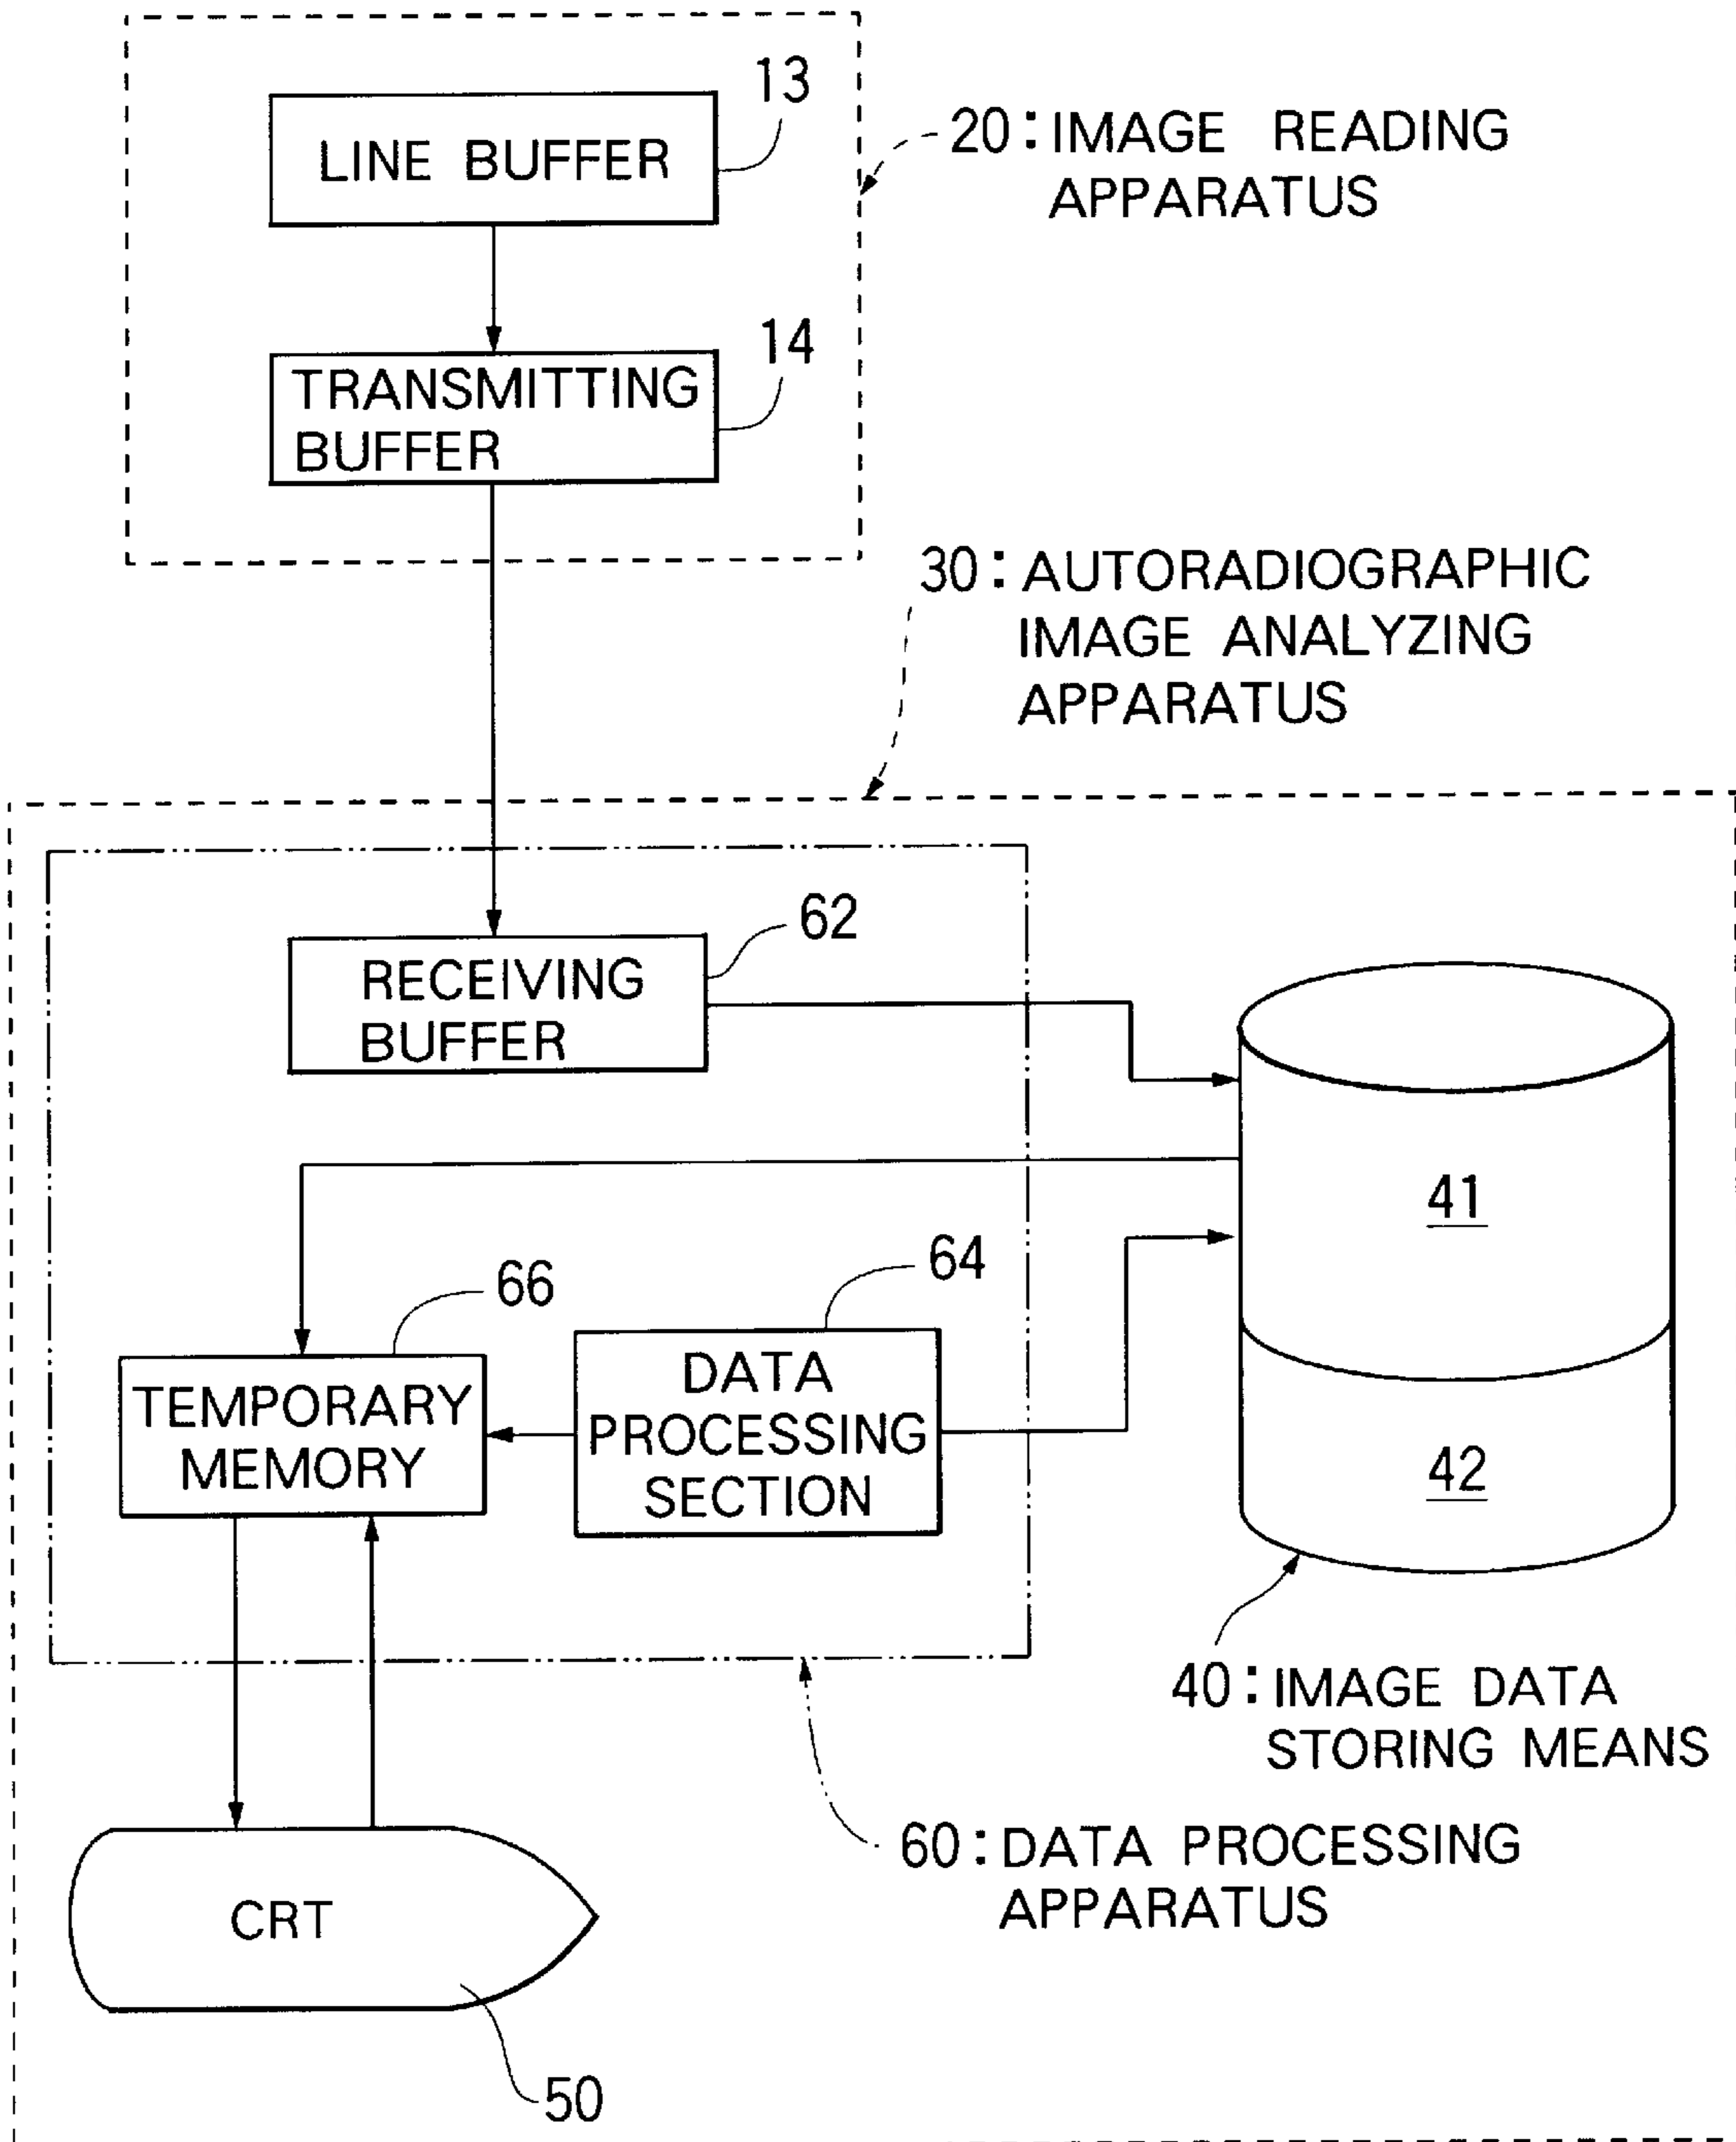 13
LINE BUFFER
20: IMAGE READING
APPARATUS
14
TRANSMITTING
BUFFER
30: AUTORADIOGRAPHIC
IMAGE ANALYZING
APPARATUS
62
RECEIVING
BUFFER
41
64
66
DATA
PROCESSING
SECTION
TEMPORARY
MEMORY
42
40: IMAGE DATA
STORING MEANS
60: DATA PROCESSING
APPARATUS
CRT
50